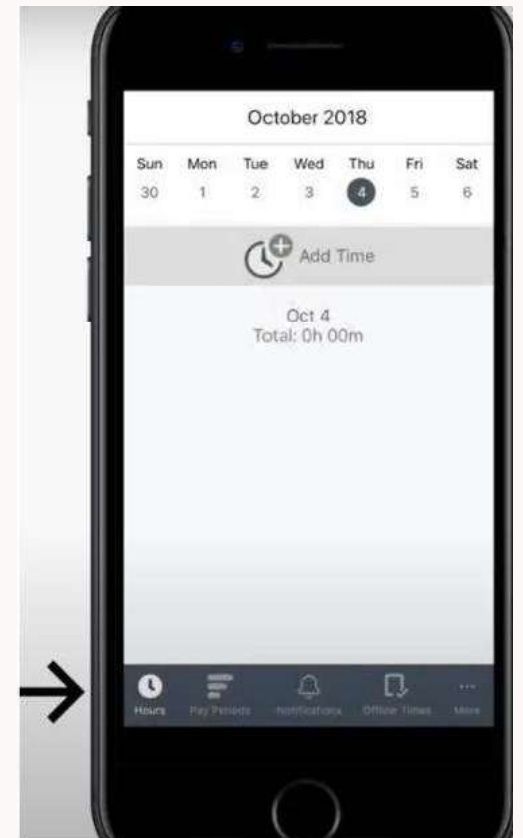 October 2018
Sun Mon Tue Wed Thu Fri Sat
30 1 2 3 4 5 6
Add Time
Oct 4
Total: 0h 00m
Hours Pay Periods Notifications Offline Times More